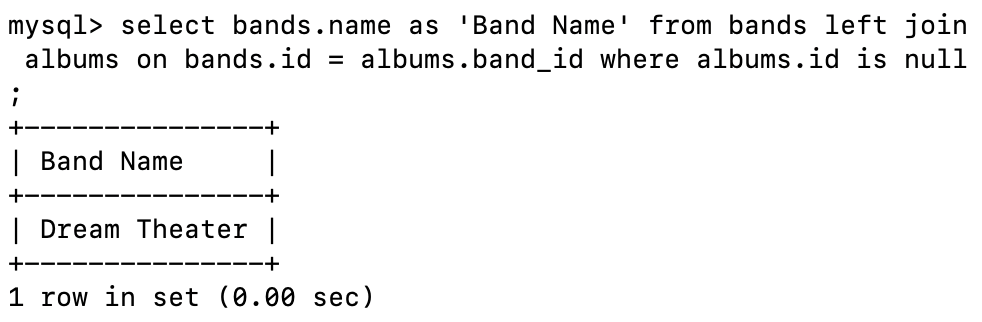 mysql> select bands.name as 'Band Name' from bands left join
 albums on bands.id = albums.band_id where albums.id is null
;
+---------------+
| Band Name     |
+---------------+
| Dream Theater |
+---------------+
1 row in set (0.00 sec)